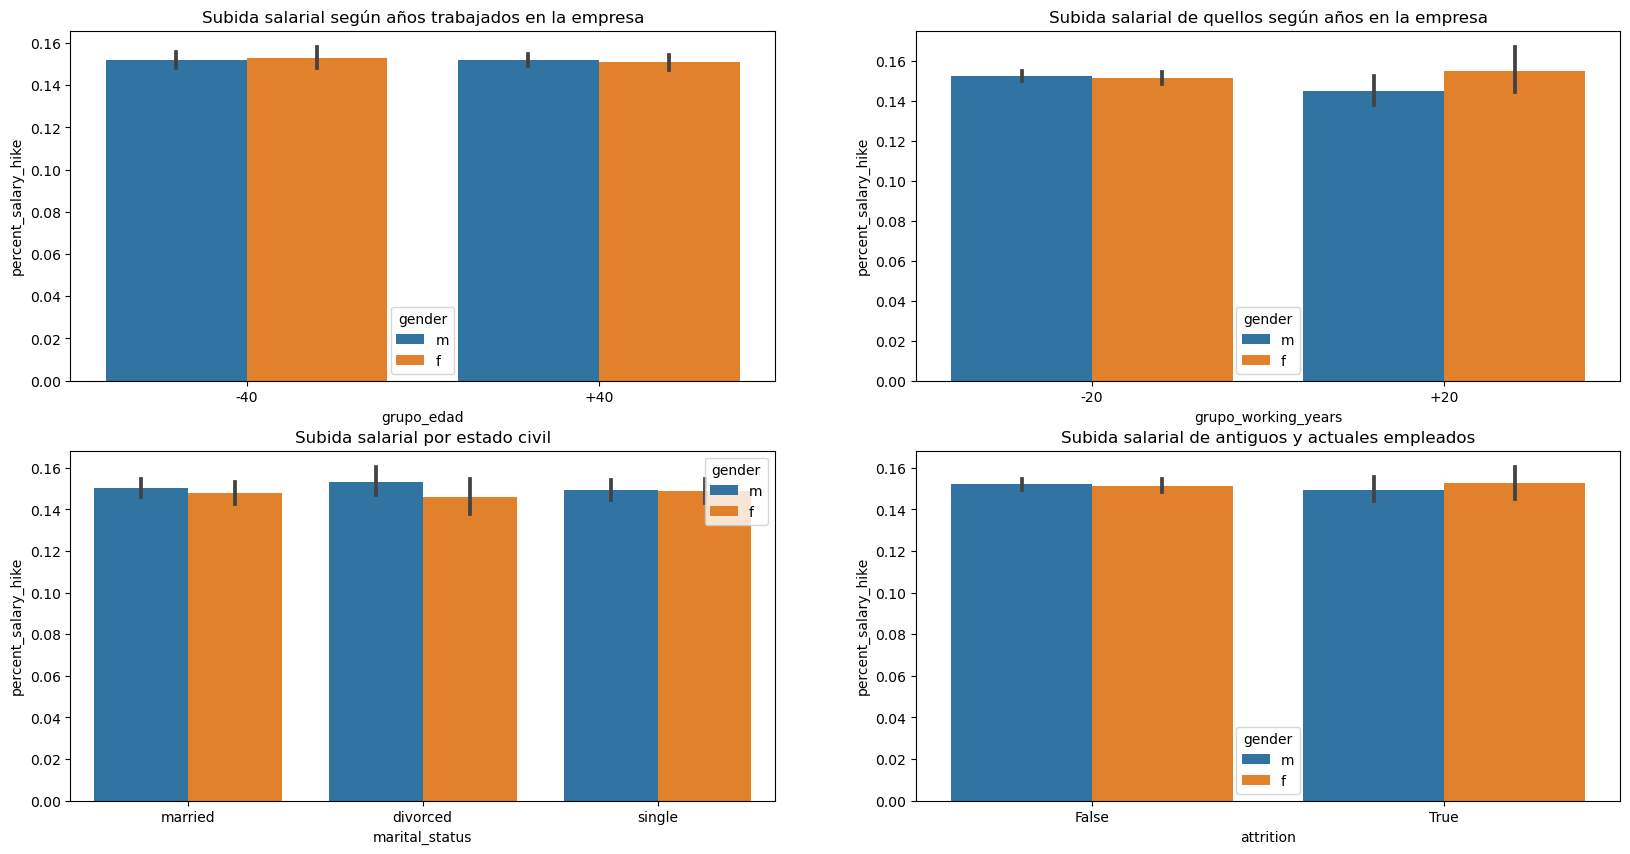 Subida salarial según años trabajados en la empresa
percent_salary_hike
0.16
0.14
0.12
0.10
0.08
0.06
0.04
0.02
0.00
gender
m
f
-40
+40
grupo_edad
Subida salarial de quellos según años en la empresa
percent_salary_hike
0.16
0.14
0.12
0.10
0.08
0.06
0.04
0.02
0.00
gender
m
f
-20
+20
grupo_working_years
Subida salarial por estado civil
percent_salary_hike
0.16
0.14
0.12
0.10
0.08
0.06
0.04
0.02
0.00
gender
m
f
married
divorced
single
marital_status
Subida salarial de antiguos y actuales empleados
percent_salary_hike
0.16
0.14
0.12
0.10
0.08
0.06
0.04
0.02
0.00
gender
m
f
False
True
attrition